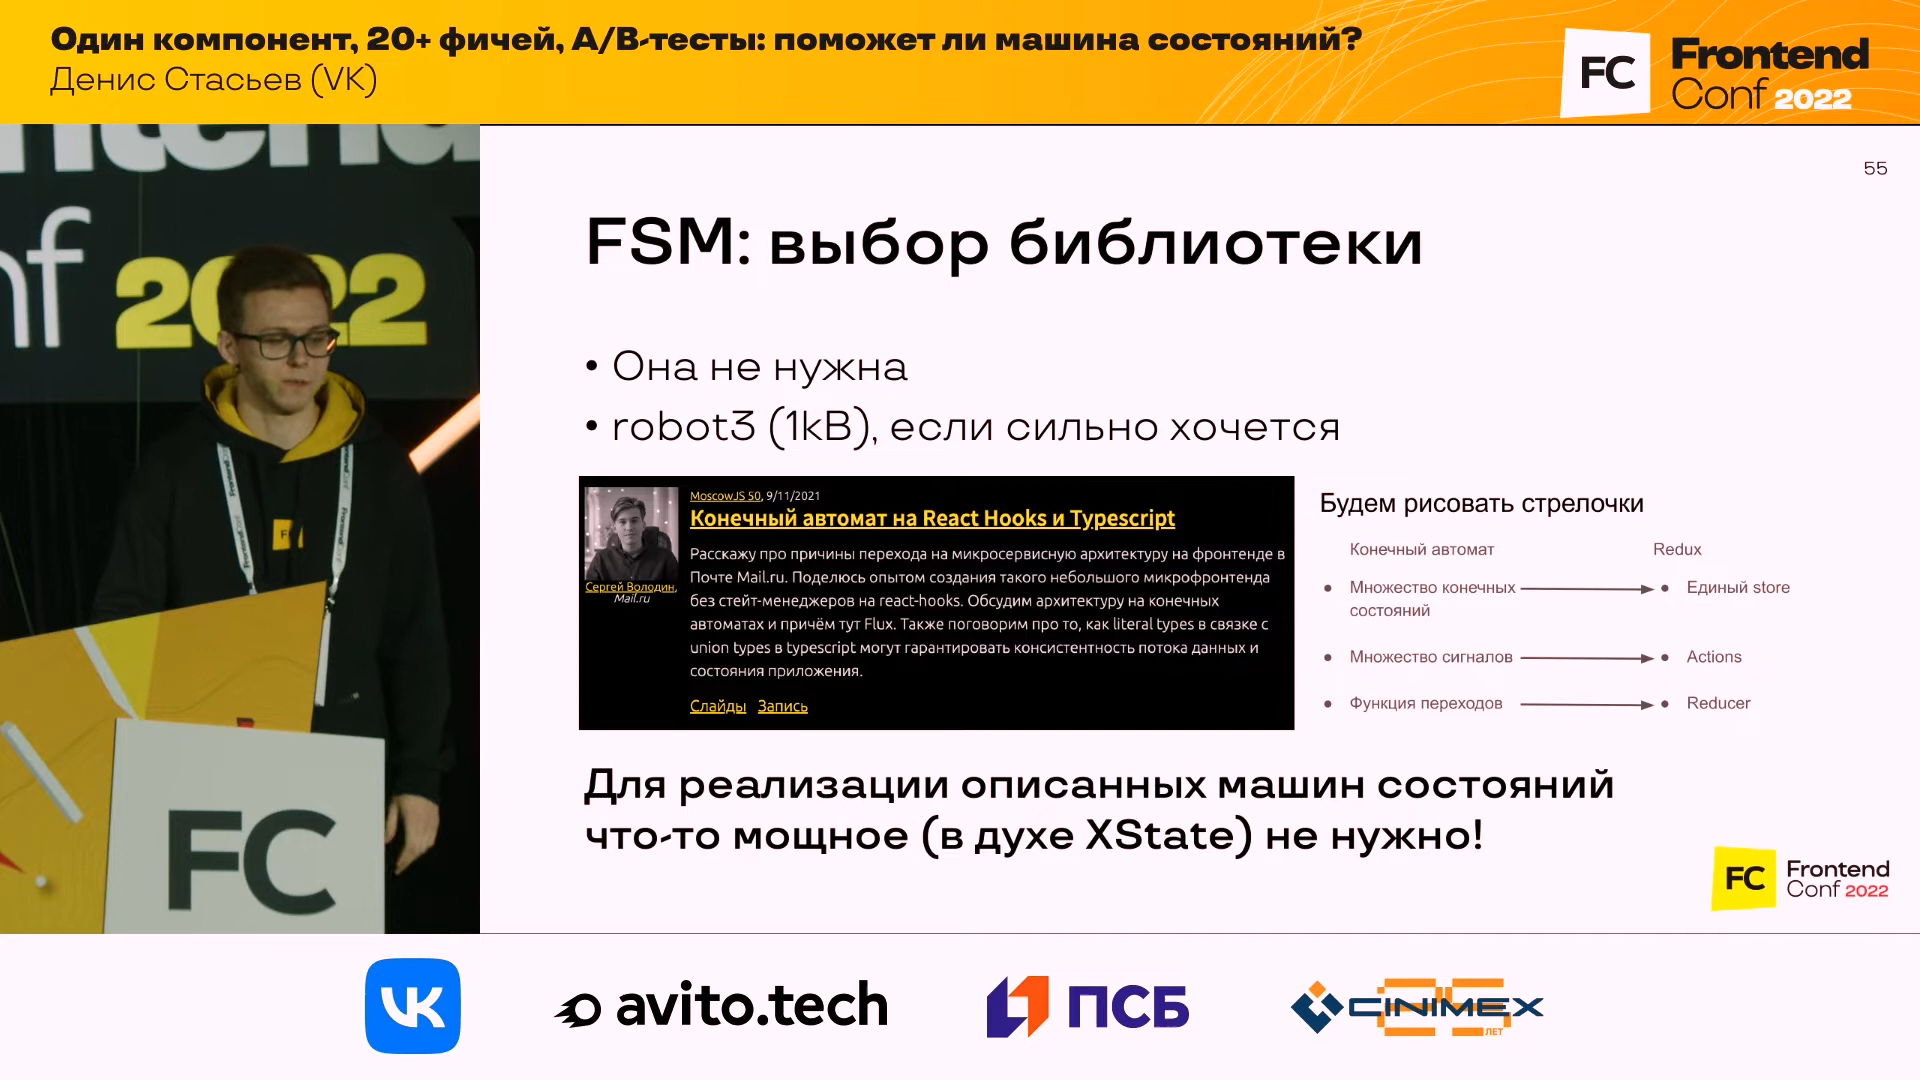 Один компонент, 20+ фичей, A/B-тесты: поможет ли машина состояний?
Денис Стасьев (VK)
FC
Frontend
Conf 2022
2022
FC
55
FSM: выбор библиотеки
• Она не нужна
• robot3 (1kB), если сильно хочется
MoscowJS 50, 9/11/2021
Конечный автомат на React Hooks и Typescript
Расскажу про причины перехода на микросервисную архитектуру на фронтенде в
Почте Mail.ru. Поделюсь опытом создания такого небольшого микрофронтенда
без стейт-менеджеров на react-hooks. Обсудим архитектуру на конечных
автоматах и причём тут Flux. Также поговорим про то, как literal types в связке с
union types в typescript могут гарантировать консистентность потока данных и
состояния приложения.
Сергей Володин,
Mail.ru
Слайды Запись
Будем рисовать стрелочки
Конечный автомат Redux
• Множество конечных
состояний
• Единый store
• Множество сигналов • Actions
• Функция переходов • Reducer
Для реализации описанных машин состояний
что-то мощное (в духе XState) не нужно!
FC
Frontend
Conf 2022
VK
avito.tech
ПСБ
CINIMEX
25
ЛЕТ